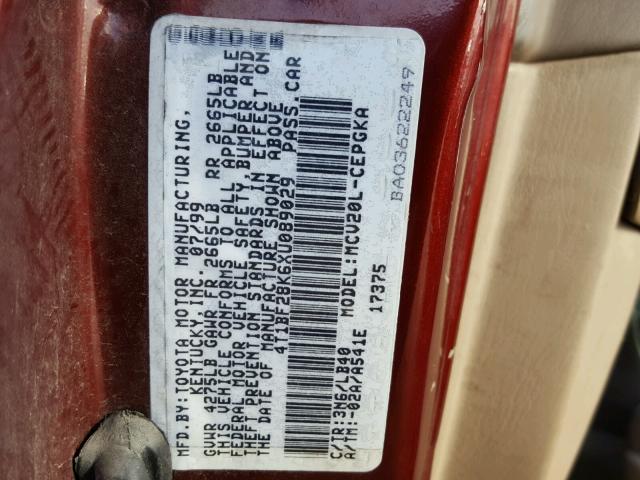 MFD.BY:TOYOTA MOTOR MANUFACTURING,
KENTUCKY,INC. 07/99
GVWR 4275LB GAWR FR 2665LB RR 2665LB
THIS VEHICLE CONFORMS TO ALL APPLICABLE
FEDERAL MOTOR VEHICLE SAFETY,BUMPER AND
THEFT PREVENTION STANDARDS IN EFFECT ON
THE DATE OF MANUFACTURE SHOWN ABOVE
4T1BF28K6XU089029 PASS.CAR
MODEL:MCV20L-CEPGKA
C/TR:3N6/LB40
A/TM:-02A/A541E 17375
BA03622249